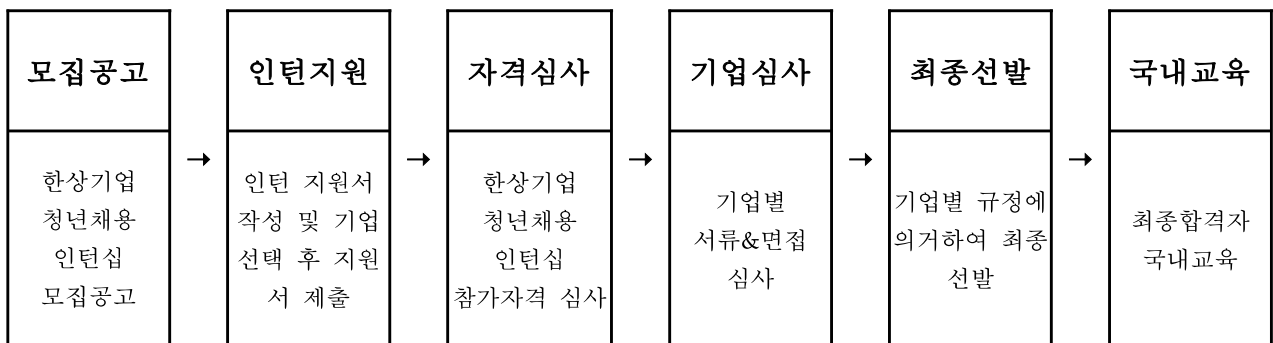 모집공고
한상기업
청년채용
인턴십
모집공고
→
인턴지원
인턴 지원서
작성 및 기업
선택 후 지원
서 제출
→
자격심사
한상기업
청년채용
인턴십
참가자격 심사
→
기업심사
기업별
서류&면접
심사
→
최종선발
기업별 규정에
의거하여 최종
선발
→
국내교육
최종합격자
국내교육